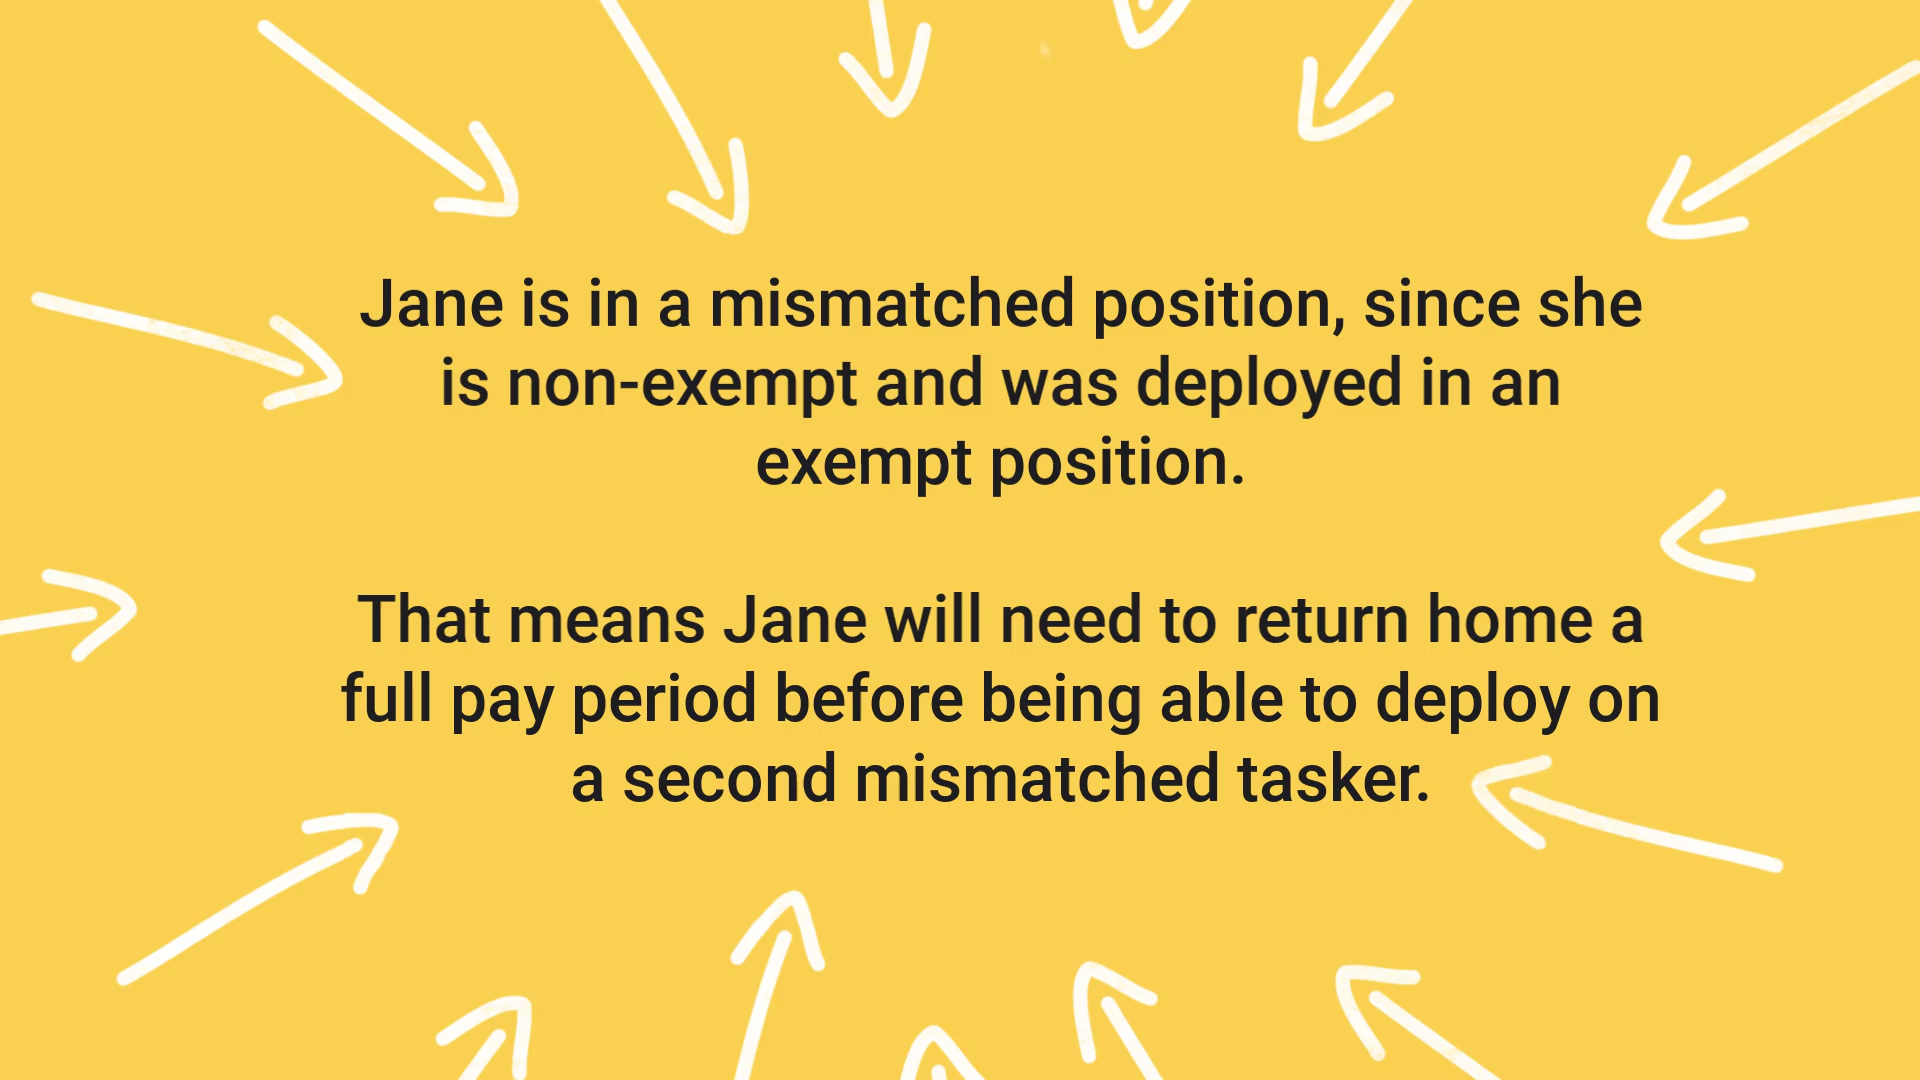 Jane is in a mismatched position, since she
is non-exempt and was deployed in an
exempt position.
That means Jane will need to return home a
full pay period before being able to deploy on
a second mismatched tasker.